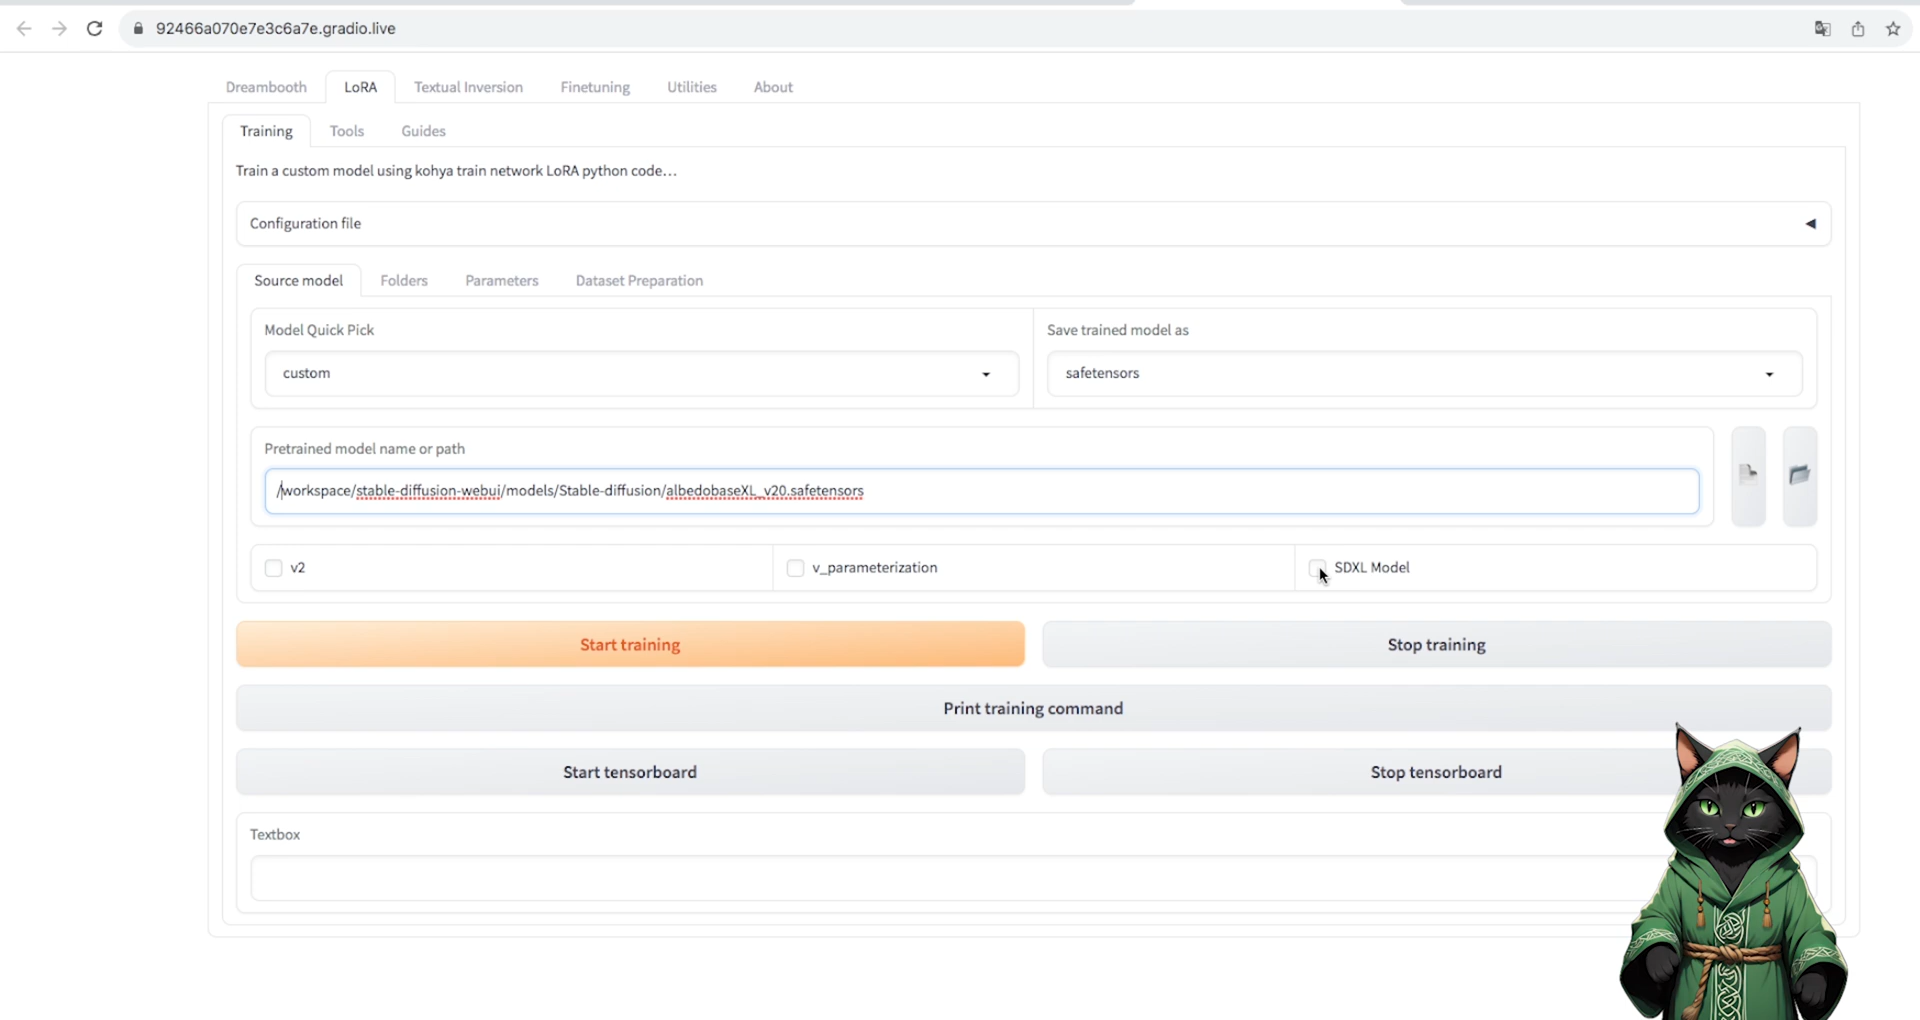 92466a070e7e3c6a7e.gradio.live
Dreambooth LoRA Textual Inversion Finetuning Utilities About
Training Tools Guides
Train a custom model using kohya train network LoRA python code...
Configuration file
Source model Folders Parameters Dataset Preparation
Model Quick Pick Save trained model as
custom safetensors
Pretrained model name or path
/workspace/stable-diffusion-webui/models/Stable-diffusion/albedobaseXL_v20.safetensors
v2 v_parameterization SDXL Model
Start training Stop training
Print training command
Start tensorboard Stop tensorboard
Textbox